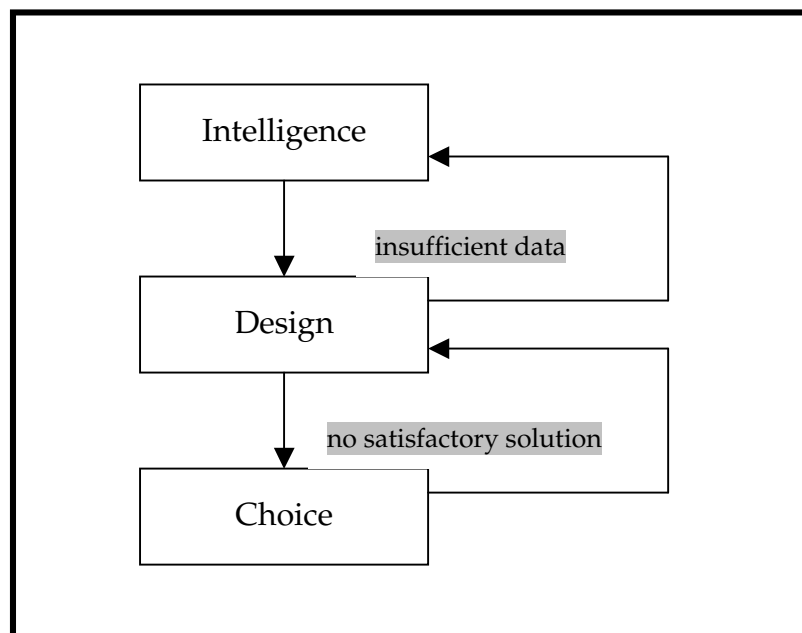 Intelligence
insufficient data
Design
no satisfactory solution
Choice